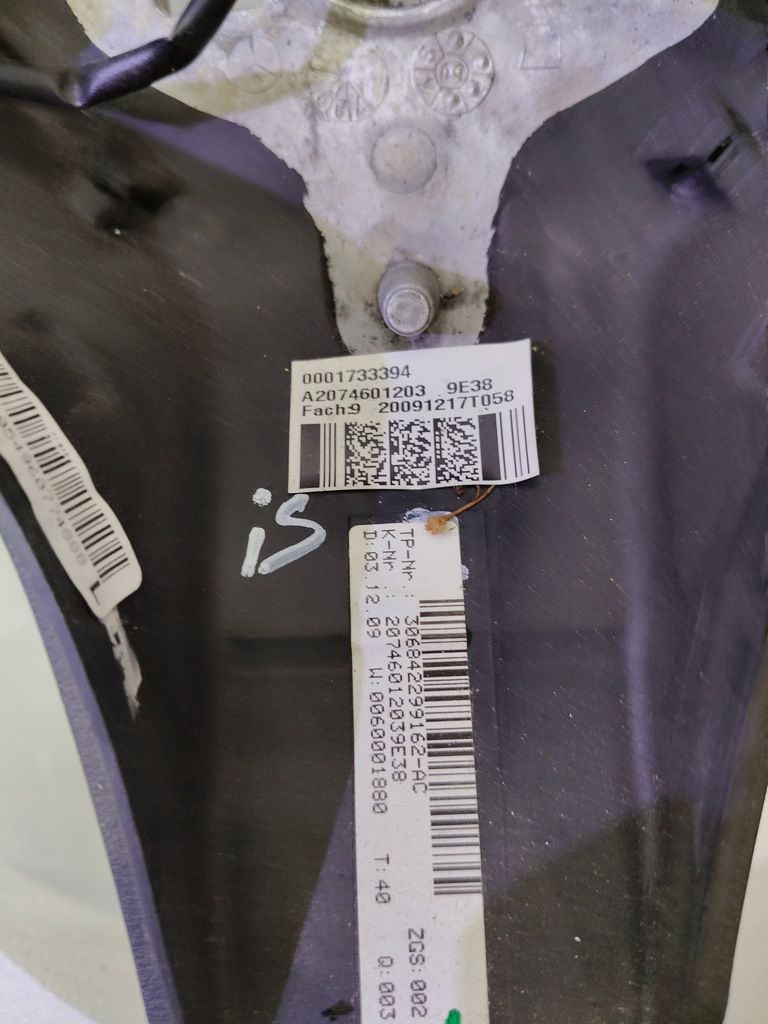 0001733394
A2074601203 9E38
Fach:9 20091217T058
is
TP-Nr.: 306842299162-AC ZGS:002
K-Nr.: 20746012039E38
D:03.12.09 W:00600001880 T:40 Q:003